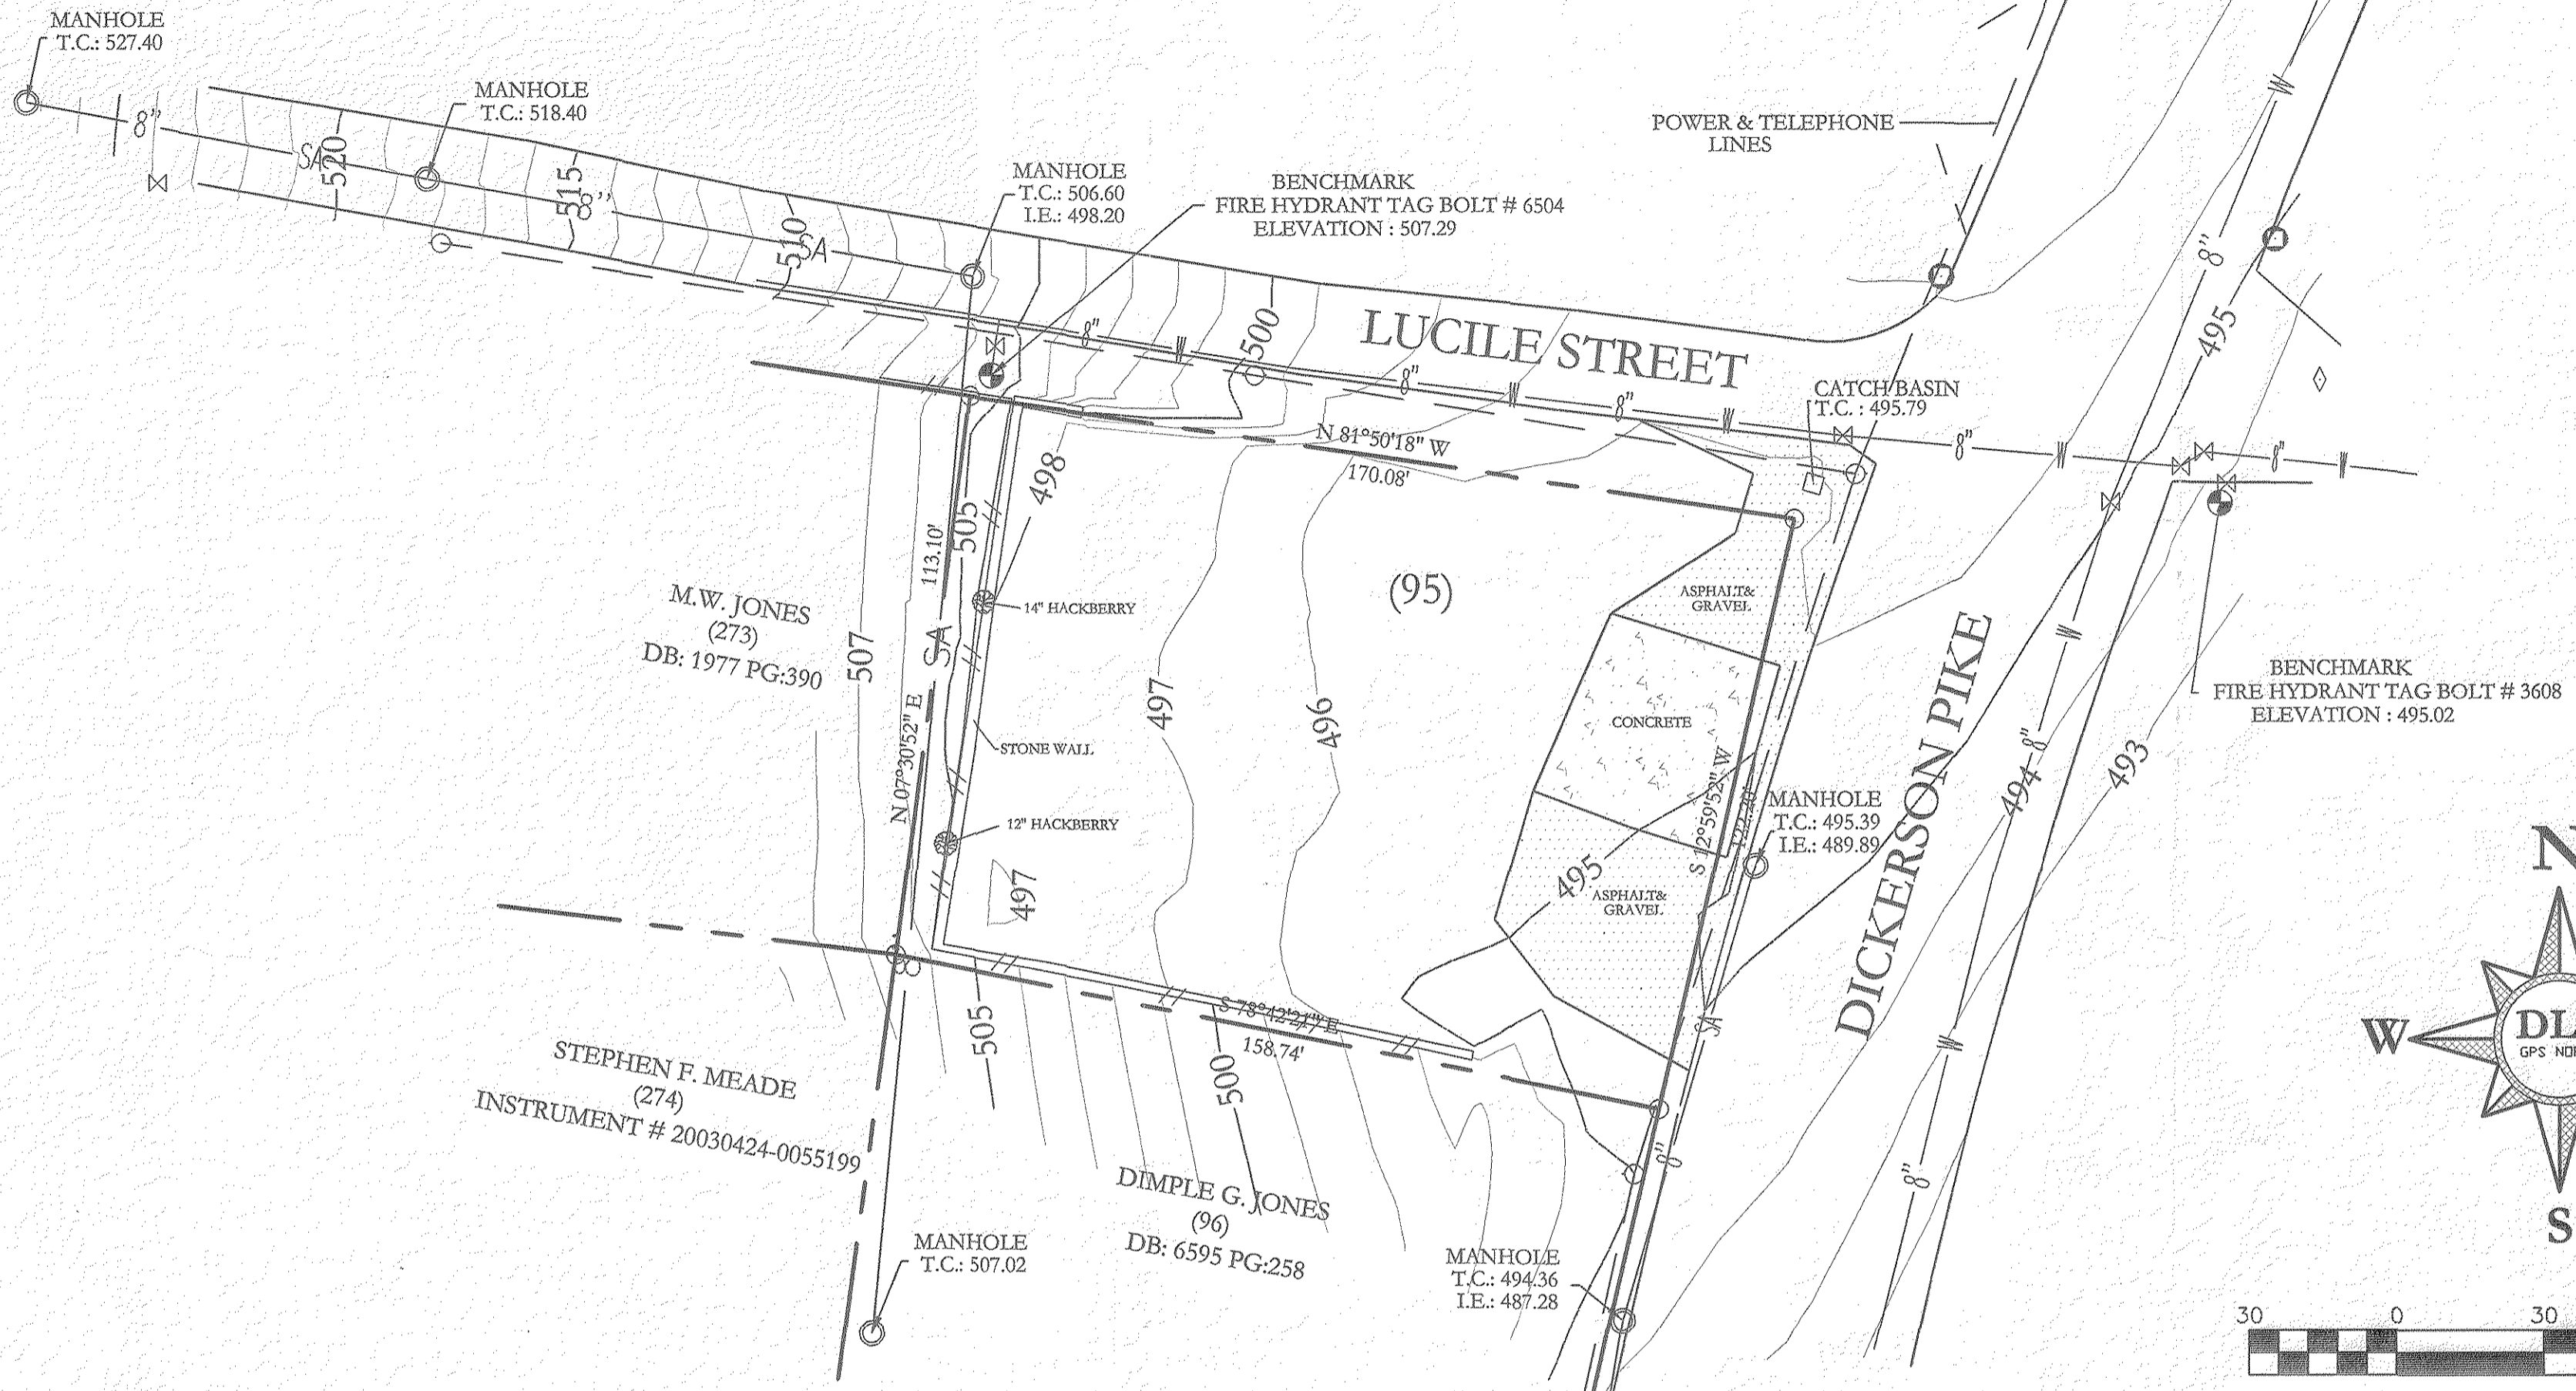 MANHOLE
T.C.: 527.40
MANHOLE
T.C.: 518.40
8"
SA
520
515
8"
510
SA
MANHOLE
T.C.: 506.60
I.E.: 498.20
BENCHMARK
FIRE HYDRANT TAG BOLT # 6504
ELEVATION : 507.29
POWER & TELEPHONE
LINES
W
8"
495
8"
W
500
LUCILE STREET
8"
W
8"
W
CATCH BASIN
T.C. : 495.79
8"
W
8"
W
N 81°50'18" W
170.08'
498
505
113.10'
(95)
ASPHALT&
GRAVEL
M.W. JONES
(273)
DB: 1977 PG:390
507
SA
14" HACKBERRY
W
BENCHMARK
FIRE HYDRANT TAG BOLT # 3608
ELEVATION : 495.02
497
496
CONCRETE
STONE WALL
N 07°30'52" E
S 12°59'52" W
122.20'
DICKERSON PIKE
8"
494
493
MANHOLE
T.C.: 495.39
I.E.: 489.89
12" HACKBERRY
497
495
ASPHALT&
GRAVEL
N
8
505
S 78°42'21" E
158.74'
500
SA
W
W
GPS
STEPHEN F. MEADE
(274)
INSTRUMENT # 20030424-0055199
8"
8"
DIMPLE G. JONES
(96)
DB: 6595 PG:258
S
MANHOLE
T.C.: 507.02
MANHOLE
T.C.: 494.36
I.E.: 487.28
30 0 30